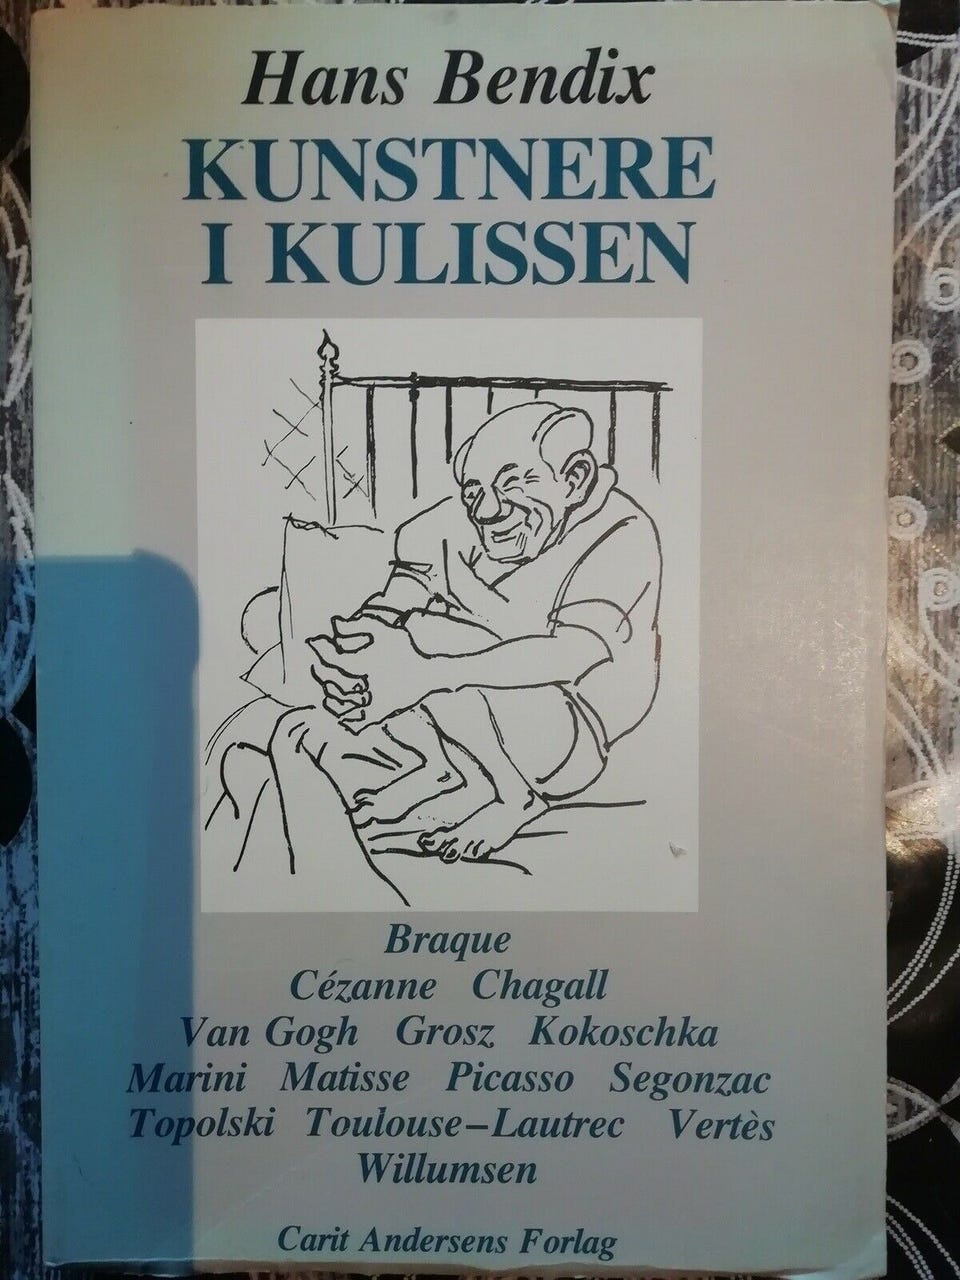 Hans Bendix
KUNSTNERE
I KULISSEN
Braque
Cézanne Chagall
Van Gogh Grosz Kokoschka
Marini Matisse Picasso Segonzac
Topolski Toulouse-Lautrec Vertès
Willumsen
Carit Andersens Forlag